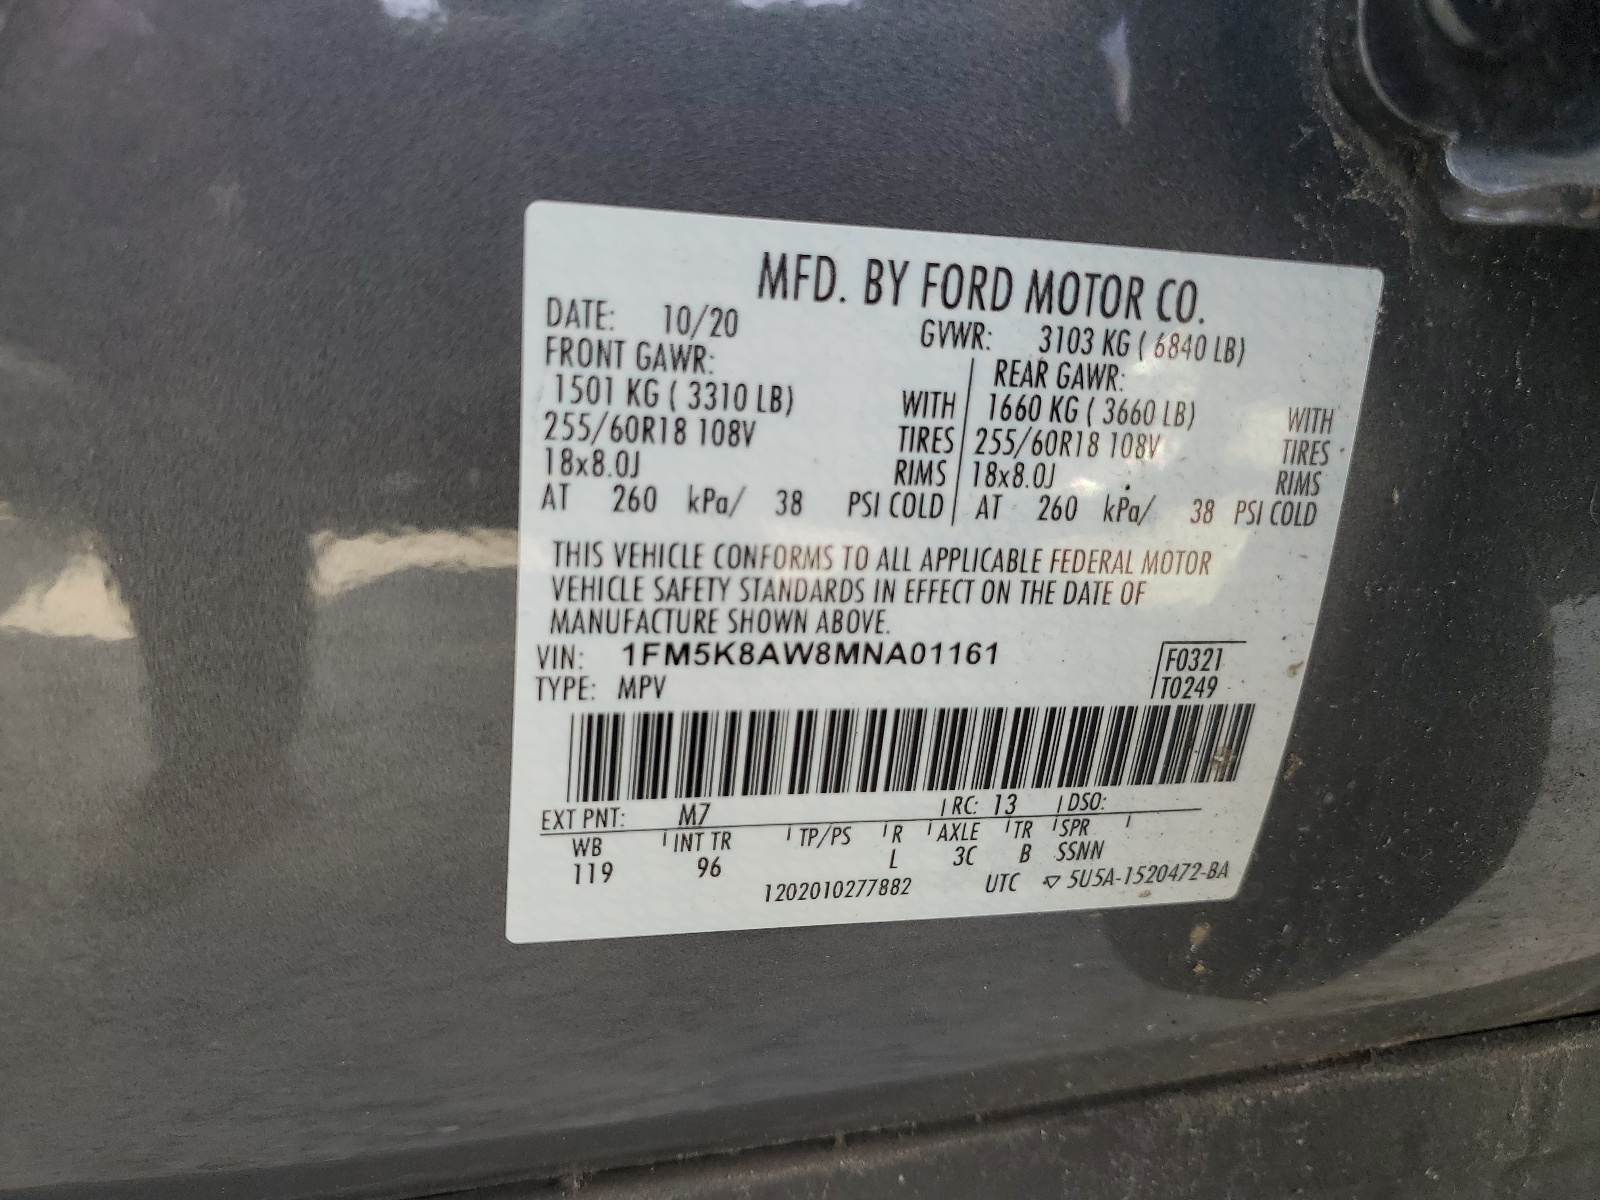 MFD. BY FORD MOTOR CO.
DATE: 10/20 GVWR: 3103 KG ( 6840 LB)
FRONT GAWR: REAR GAWR:
1501 KG ( 3310 LB) WITH 1660 KG ( 3660 LB) WITH
255/60R18 108V TIRES 255/60R18 108V TIRES
18x8.0J RIMS 18x8.0J RIMS
AT 260 kPa/ 38 PSI COLD AT 260 kPa/ 38 PSI COLD
THIS VEHICLE CONFORMS TO ALL APPLICABLE FEDERAL MOTOR
VEHICLE SAFETY STANDARDS IN EFFECT ON THE DATE OF
MANUFACTURE SHOWN ABOVE.
VIN: 1FM5K8AW8MNA01161 F0321
TYPE: MPV T0249
EXT PNT: M7 RC: 13 DSO:
WB INT TR TP/PS R AXLE TR SPR
119 96 L 3C B SSNN
1202010277882 UTC 5U5A-1520472-BA